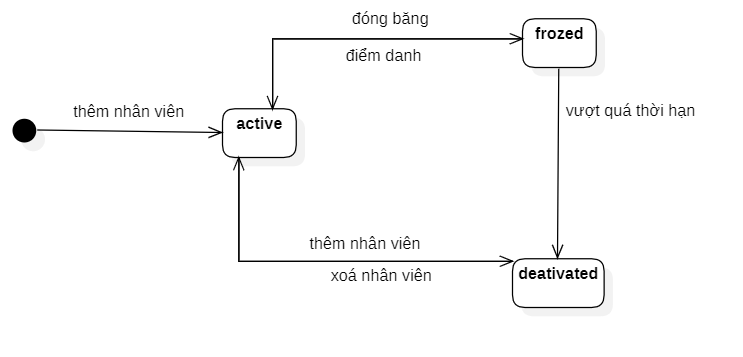 đóng băng
frozed
điểm danh
thêm nhân viên
active
vượt quá thời hạn
thêm nhân viên
xoá nhân viên
deativated